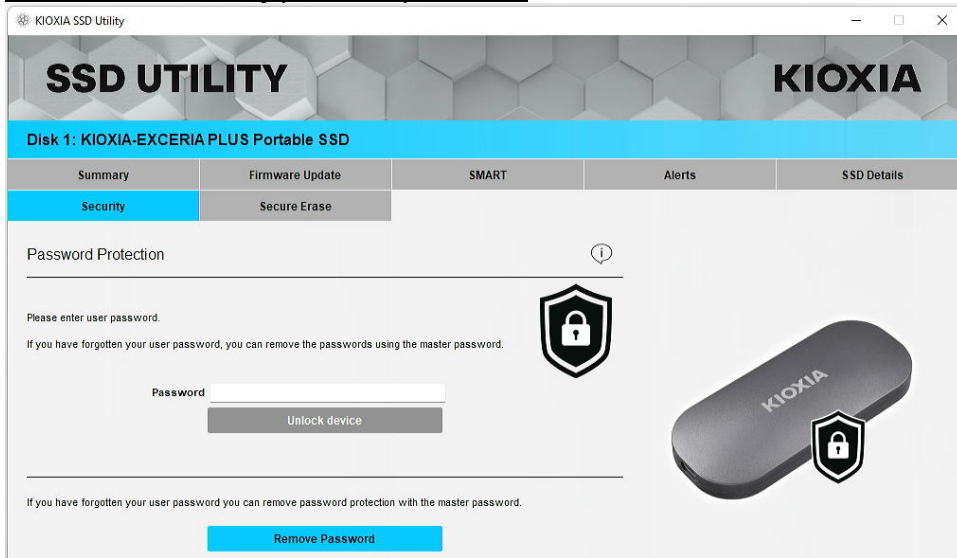 KIOXIA SSD Utility
SSD UTILITY
KIOXIA
Disk 1: KIOXIA-EXCERIA PLUS Portable SSD
Summary
Firmware Update
SMART
Alerts
SSD Details
Security
Secure Erase
Password Protection
Please enter user password.
If you have forgotten your user password, you can remove the passwords using the master password.
Password
Unlock device
KIOXIA
If you have forgotten your user password you can remove password protection with the master password.
Remove Password